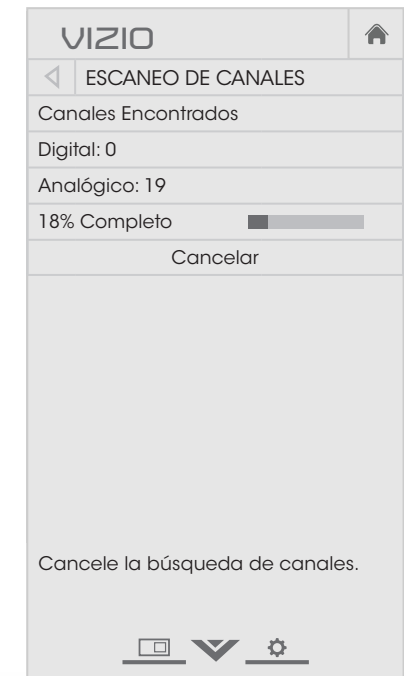 VIZIO
ESCANEO DE CANALES
Canales Encontrados
Digital: 0
Analógico: 19
18% Completo
Cancelar
Cancele la búsqueda de canales.